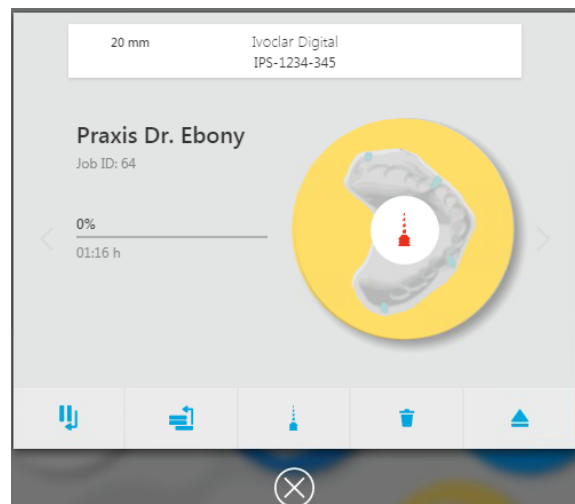 20 mm
Ivoclar Digital
IPS-1234-345
Praxis Dr. Ebony
Job ID: 64
0%
01:16 h